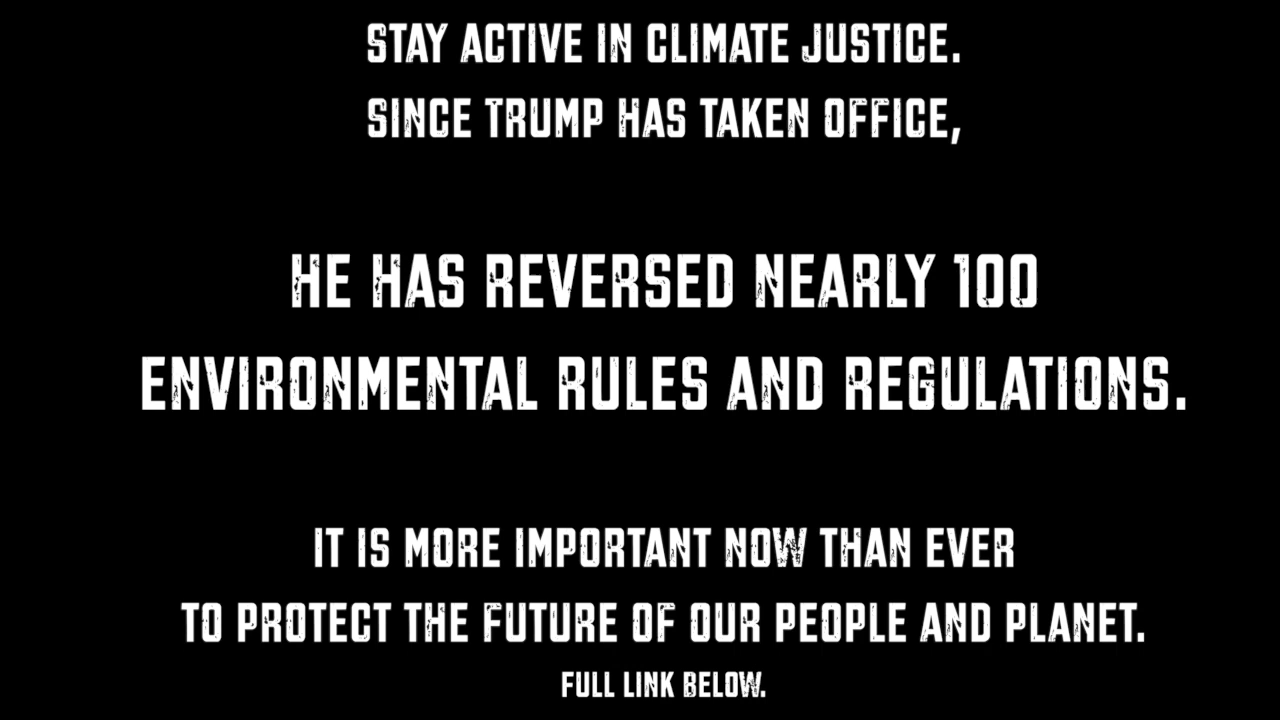 STAY ACTIVE IN CLIMATE JUSTICE.
SINCE TRUMP HAS TAKEN OFFICE,
HE HAS REVERSED NEARLY 100
ENVIRONMENTAL RULES AND REGULATIONS.
IT IS MORE IMPORTANT NOW THAN EVER
TO PROTECT THE FUTURE OF OUR PEOPLE AND PLANET.
FULL LINK BELOW.